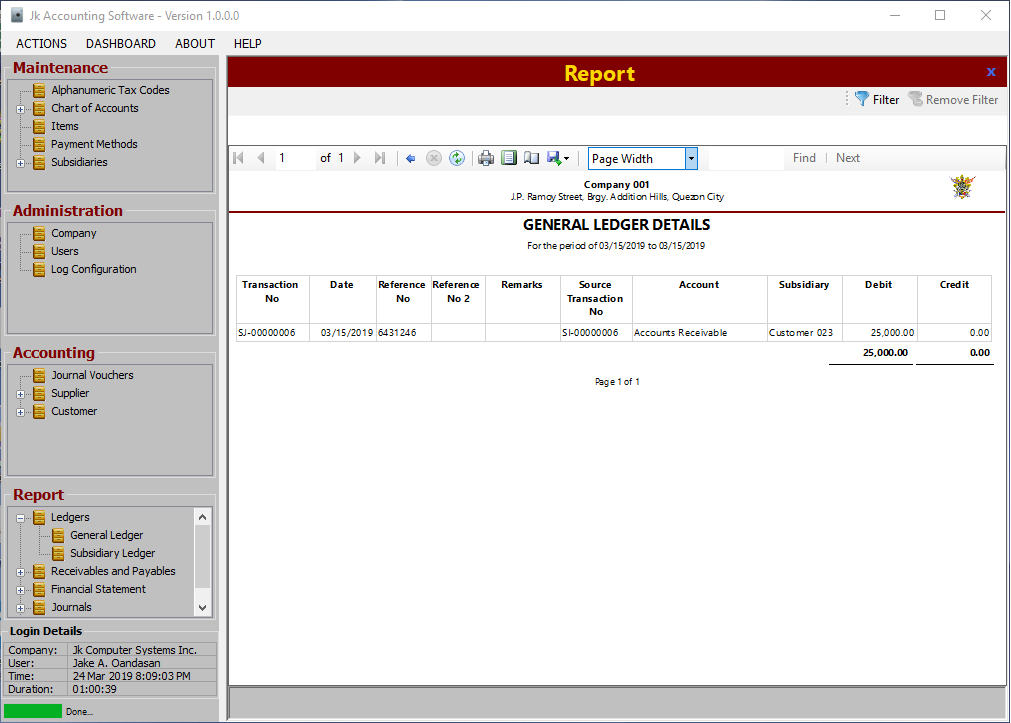 Jk Accounting Software - Version 1.0.0.0
ACTIONS DASHBOARD ABOUT HELP
Maintenance
Alphanumeric Tax Codes
Chart of Accounts
Items
Payment Methods
Subsidiaries
Administration
Company
Users
Log Configuration
Accounting
Journal Vouchers
Supplier
Customer
Report
Ledgers
General Ledger
Subsidiary Ledger
Receivables and Payables
Financial Statement
Journals
Login Details
Company: Jk Computer Systems Inc.
User: Jake A. Oandasan
Time: 24 Mar 2019 8:09:03 PM
Duration: 01:00:39
Done...
Report x
Filter Remove Filter
1 of 1 Page Width Find Next
Company 001
J.P. Ramoy Street, Brgy. Addition Hills, Quezon City
GENERAL LEDGER DETAILS
For the period of 03/15/2019 to 03/15/2019
Transaction No Date Reference No Reference No 2 Remarks Source Transaction No Account Subsidiary Debit Credit
SJ-00000006 03/15/2019 6431246 SI-00000006 Accounts Receivable Customer 023 25,000.00 0.00
25,000.00 0.00
Page 1 of 1